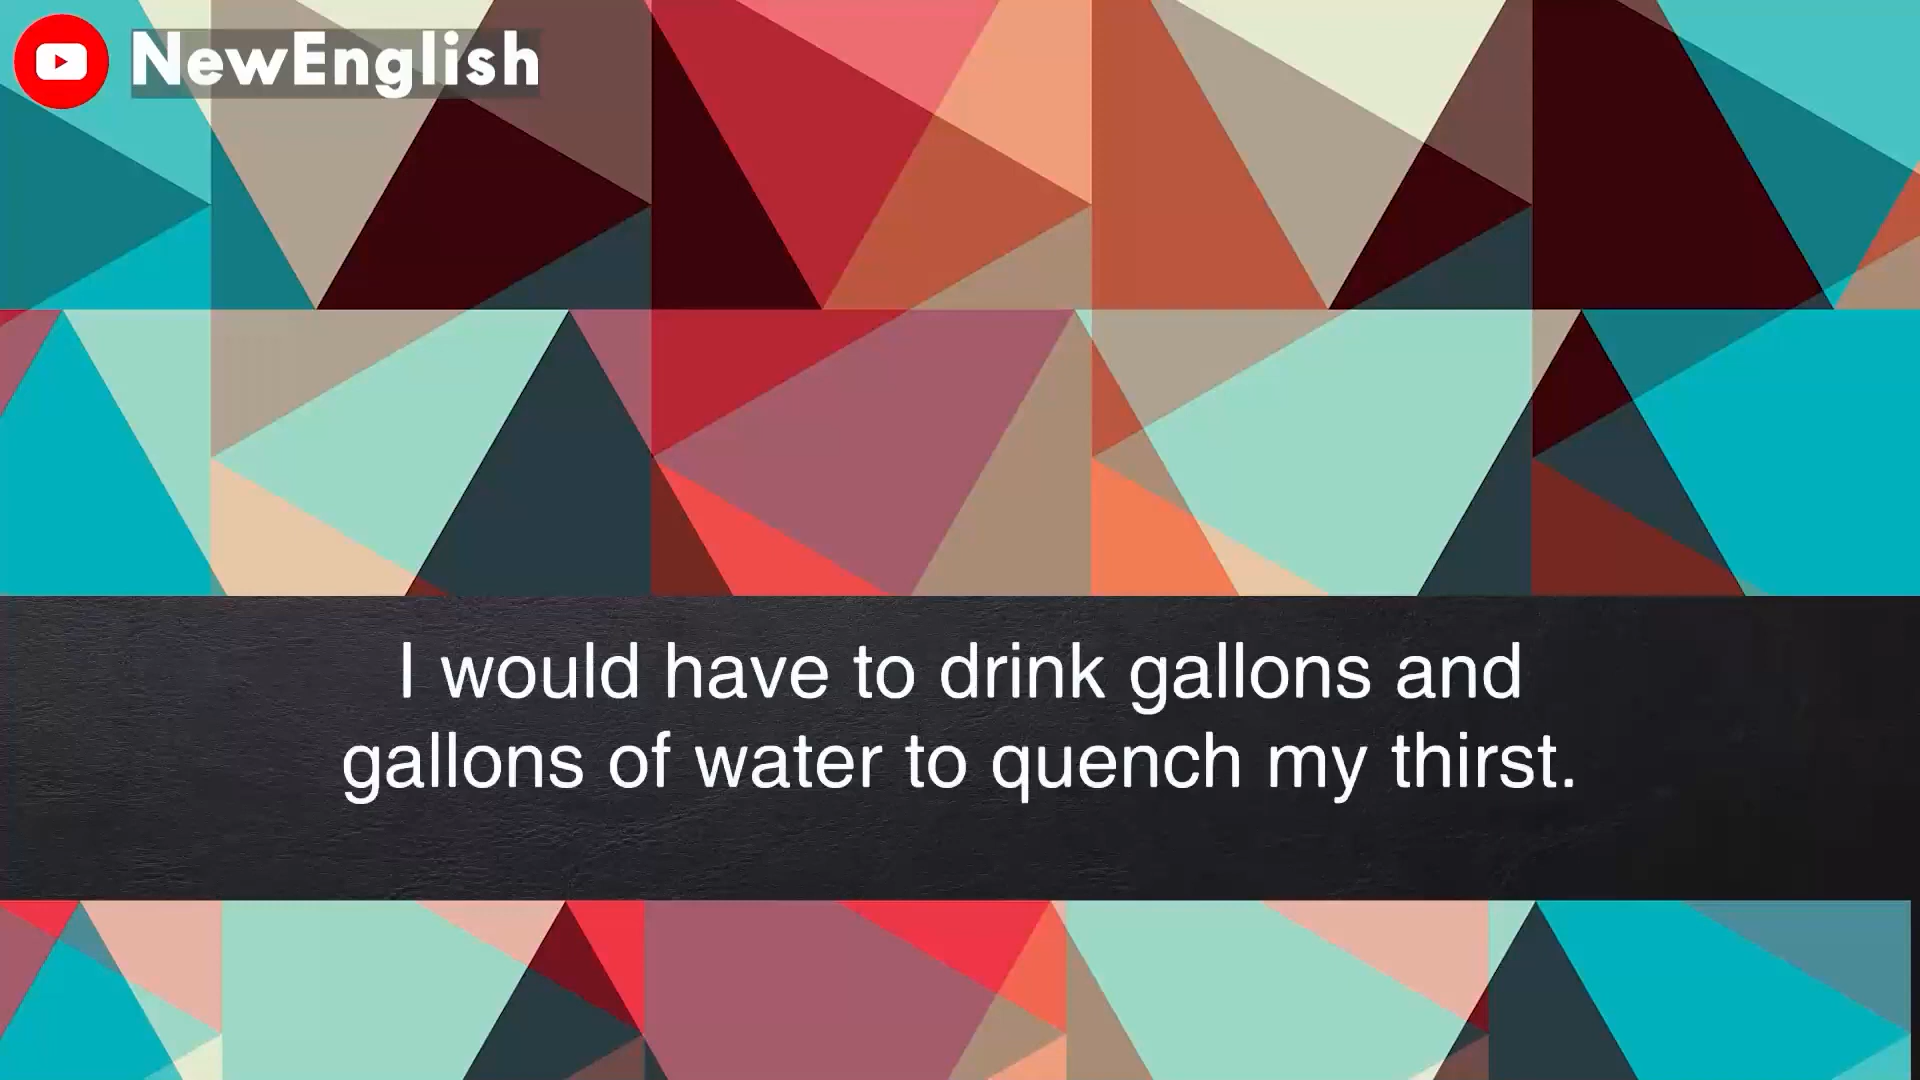 NewEnglish
I would have to drink gallons and
gallons of water to quench my thirst.